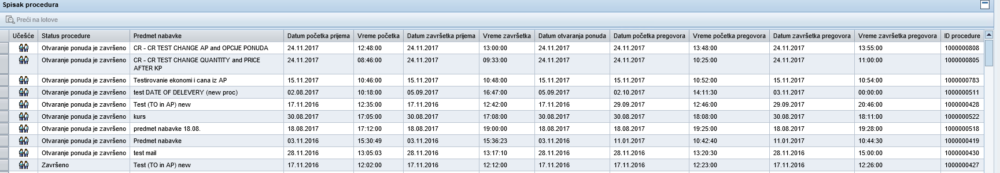 Spisak procedura
Preći na lotove
Učešće Status procedure Predmet nabavke Datum početka prijema Vreme početka Datum završetka prijema Vreme završetka Datum otvaranja ponuda Datum početka pregovora Vreme početka pregovora Datum završetka pregovora Vreme završetka pregovora ID procedure
Otvaranje ponuda je završeno CR - CR TEST CHANGE AP and OPCIJE PONUDA 24.11.2017 12:48:00 24.11.2017 13:00:00 24.11.2017 24.11.2017 13:48:00 24.11.2017 13:55:00 1000000808
Otvaranje ponuda je završeno CR - CR TEST CHANGE QUANTITY and PRICE 24.11.2017 08:46:00 24.11.2017 09:33:00 24.11.2017 24.11.2017 10:25:00 24.11.2017 11:00:00 1000000805
AFTER KP
Otvaranje ponuda je završeno Testirovanie ekonomi i cana iz AP 15.11.2017 10:46:00 15.11.2017 10:48:00 15.11.2017 15.11.2017 10:52:00 15.11.2017 10:54:00 1000000783
Otvaranje ponuda je završeno test DATE OF DELEVERY (new proc) 02.08.2017 10:18:00 05.09.2017 16:47:00 05.09.2017 02.10.2017 14:11:30 03.11.2017 00:00:00 1000000511
Otvaranje ponuda je završeno Test (TO in AP) new 17.11.2016 12:35:00 17.11.2016 12:42:00 17.11.2016 29.09.2017 12:46:00 29.09.2017 20:46:00 1000000428
Otvaranje ponuda je završeno kurs 30.08.2017 17:05:00 30.08.2017 17:08:00 30.08.2017 30.08.2017 18:08:00 30.08.2017 18:11:00 1000000522
Otvaranje ponuda je završeno predmet nabavke 18.08. 18.08.2017 17:12:00 18.08.2017 19:00:00 18.08.2017 18.08.2017 19:25:00 18.08.2017 19:28:00 1000000518
Otvaranje ponuda je završeno Predmet nabavke 03.11.2016 15:30:49 03.11.2016 15:36:23 03.11.2016 11.01.2017 10:42:40 11.01.2017 10:44:30 1000000419
Otvaranje ponuda je završeno test mail 28.11.2016 13:05:03 28.11.2016 13:17:10 28.11.2016 28.11.2016 13:20:30 28.11.2016 15:00:00 1000000430
Završeno Test (TO in AP) new 17.11.2016 12:02:00 17.11.2016 12:12:00 17.11.2016 17.11.2016 12:23:00 17.11.2016 12:26:00 1000000427